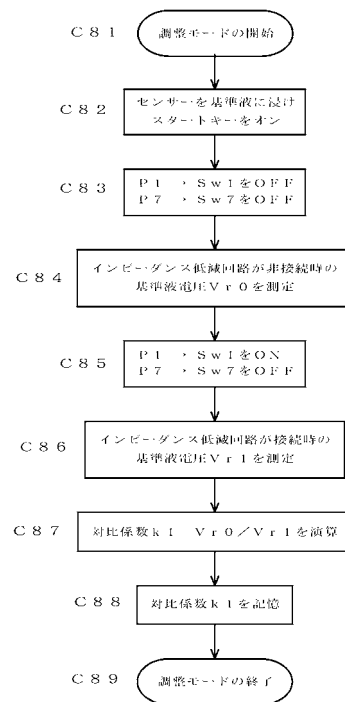 C81 調整モードの開始
C82 センサーを基準液に浸け
スタートキーをオン
C83 P1 → Sw1をOFF
P7 → Sw7をOFF
C84 インピーダンス低減回路が非接続時の
基準液電圧Vr0を測定
C85 P1 → Sw1をON
P7 → Sw7をOFF
C86 インピーダンス低減回路が接続時の
基準液電圧Vr1を測定
C87 対比係数k1 Vr0/Vr1を演算
C88 対比係数k1を記憶
C89 調整モードの終了